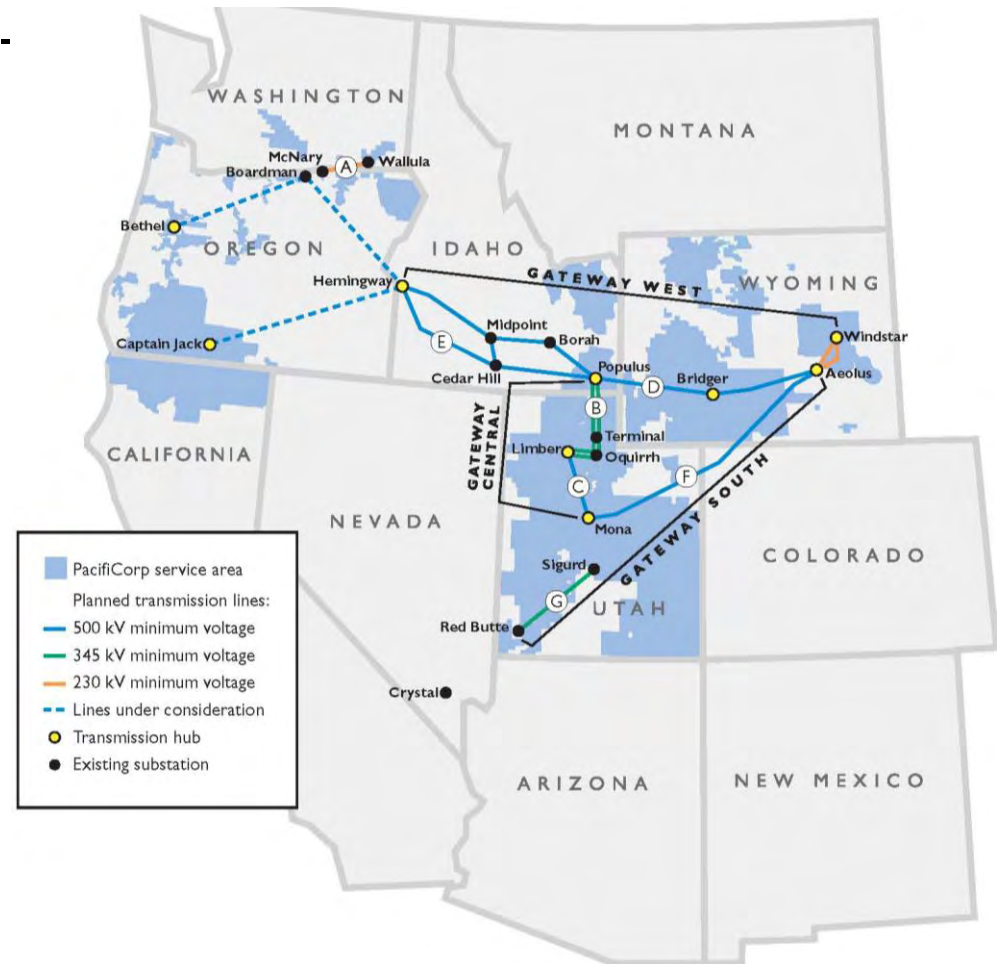 WASHINGTON
MONTANA
McNary
A
Wallula
Boardman
Bethel
OREGON
IDAHO
Hemingway
GATEWAY WEST
WYOMING
Captain Jack
E
Midpoint
Borah
Windstar
Cedar Hill
Populus
D
Bridger
Aeolus
B
GATEWAY
CENTRAL
Terminal
Limber
Oquirrh
CALIFORNIA
C
F
NEVADA
Mona
GATEWAY SOUTH
COLORADO
Sigurd
G
UTAH
Red Butte
Crystal
ARIZONA
NEW MEXICO
PacifiCorp service area
Planned transmission lines:
500 kV minimum voltage
345 kV minimum voltage
230 kV minimum voltage
Lines under consideration
Transmission hub
Existing substation